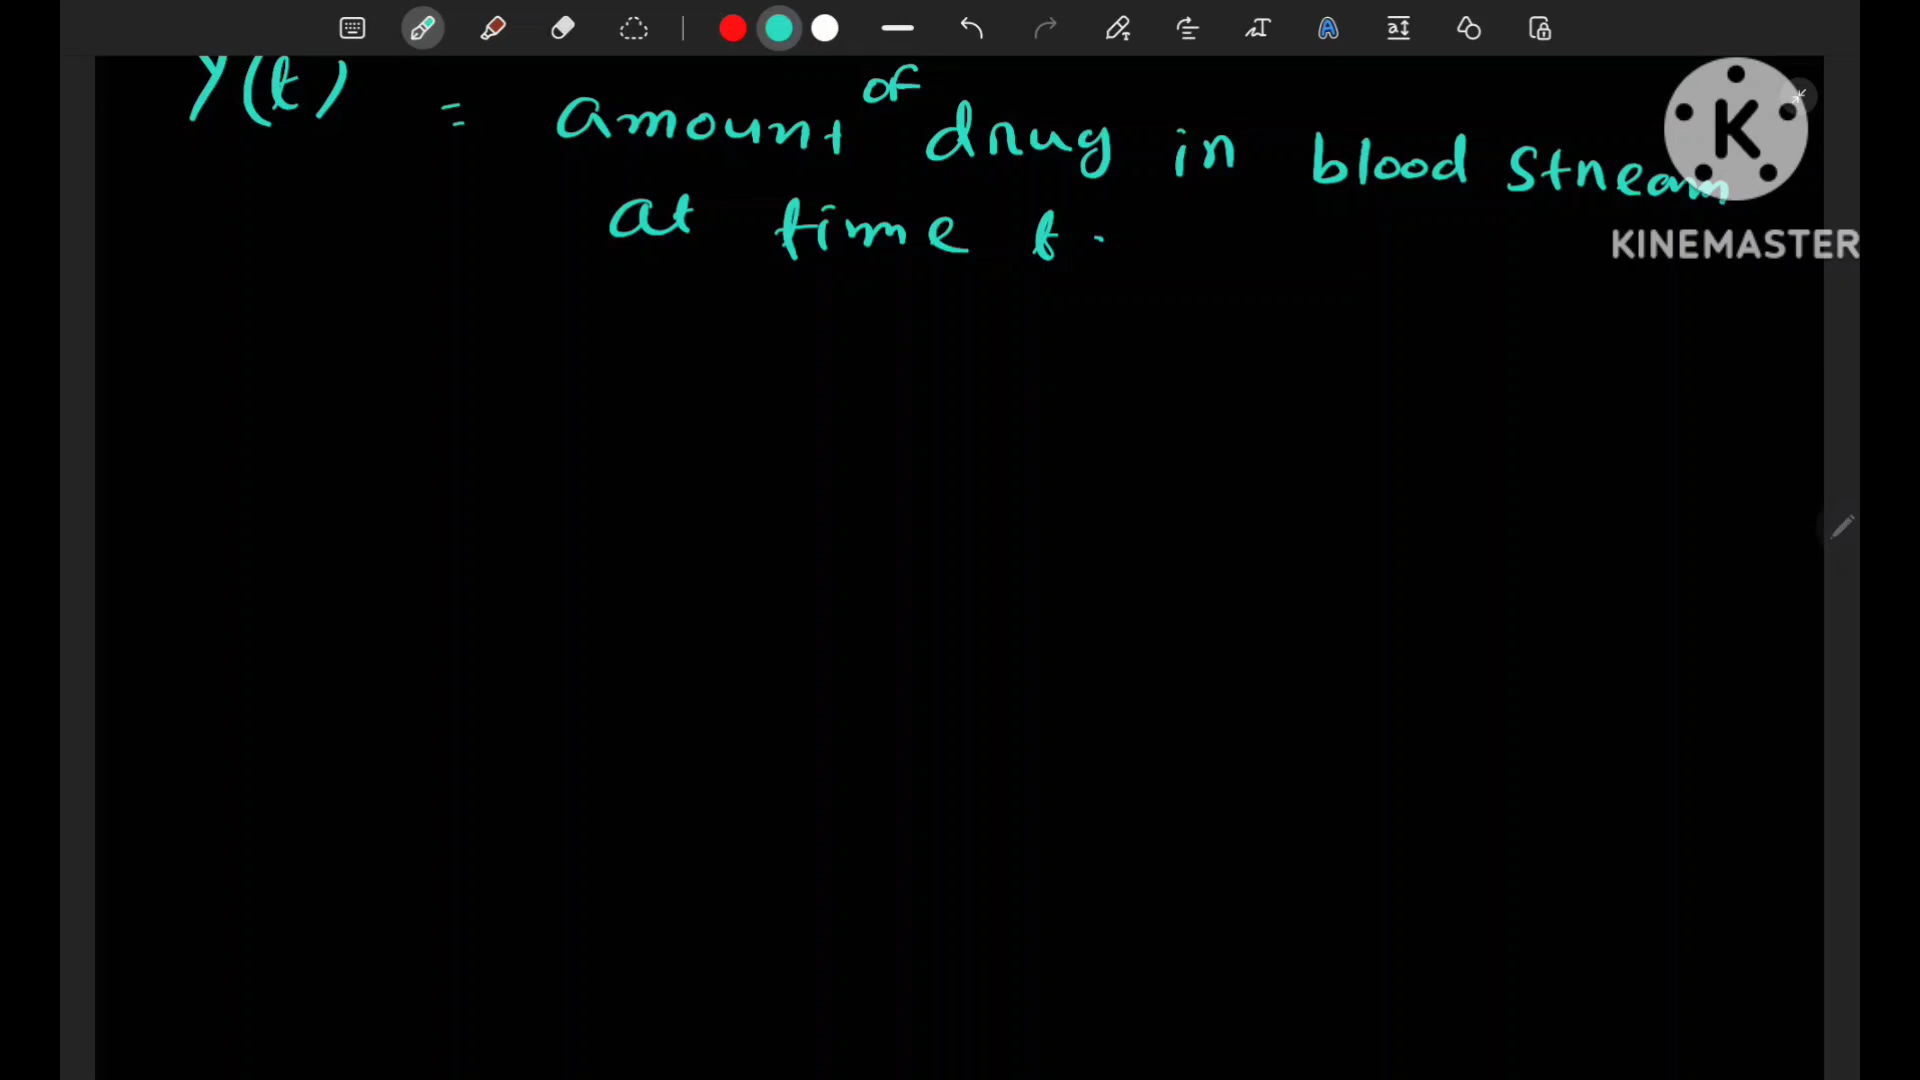 y(t) = amount of drug in blood stream
at time t.
K
KINEMASTER